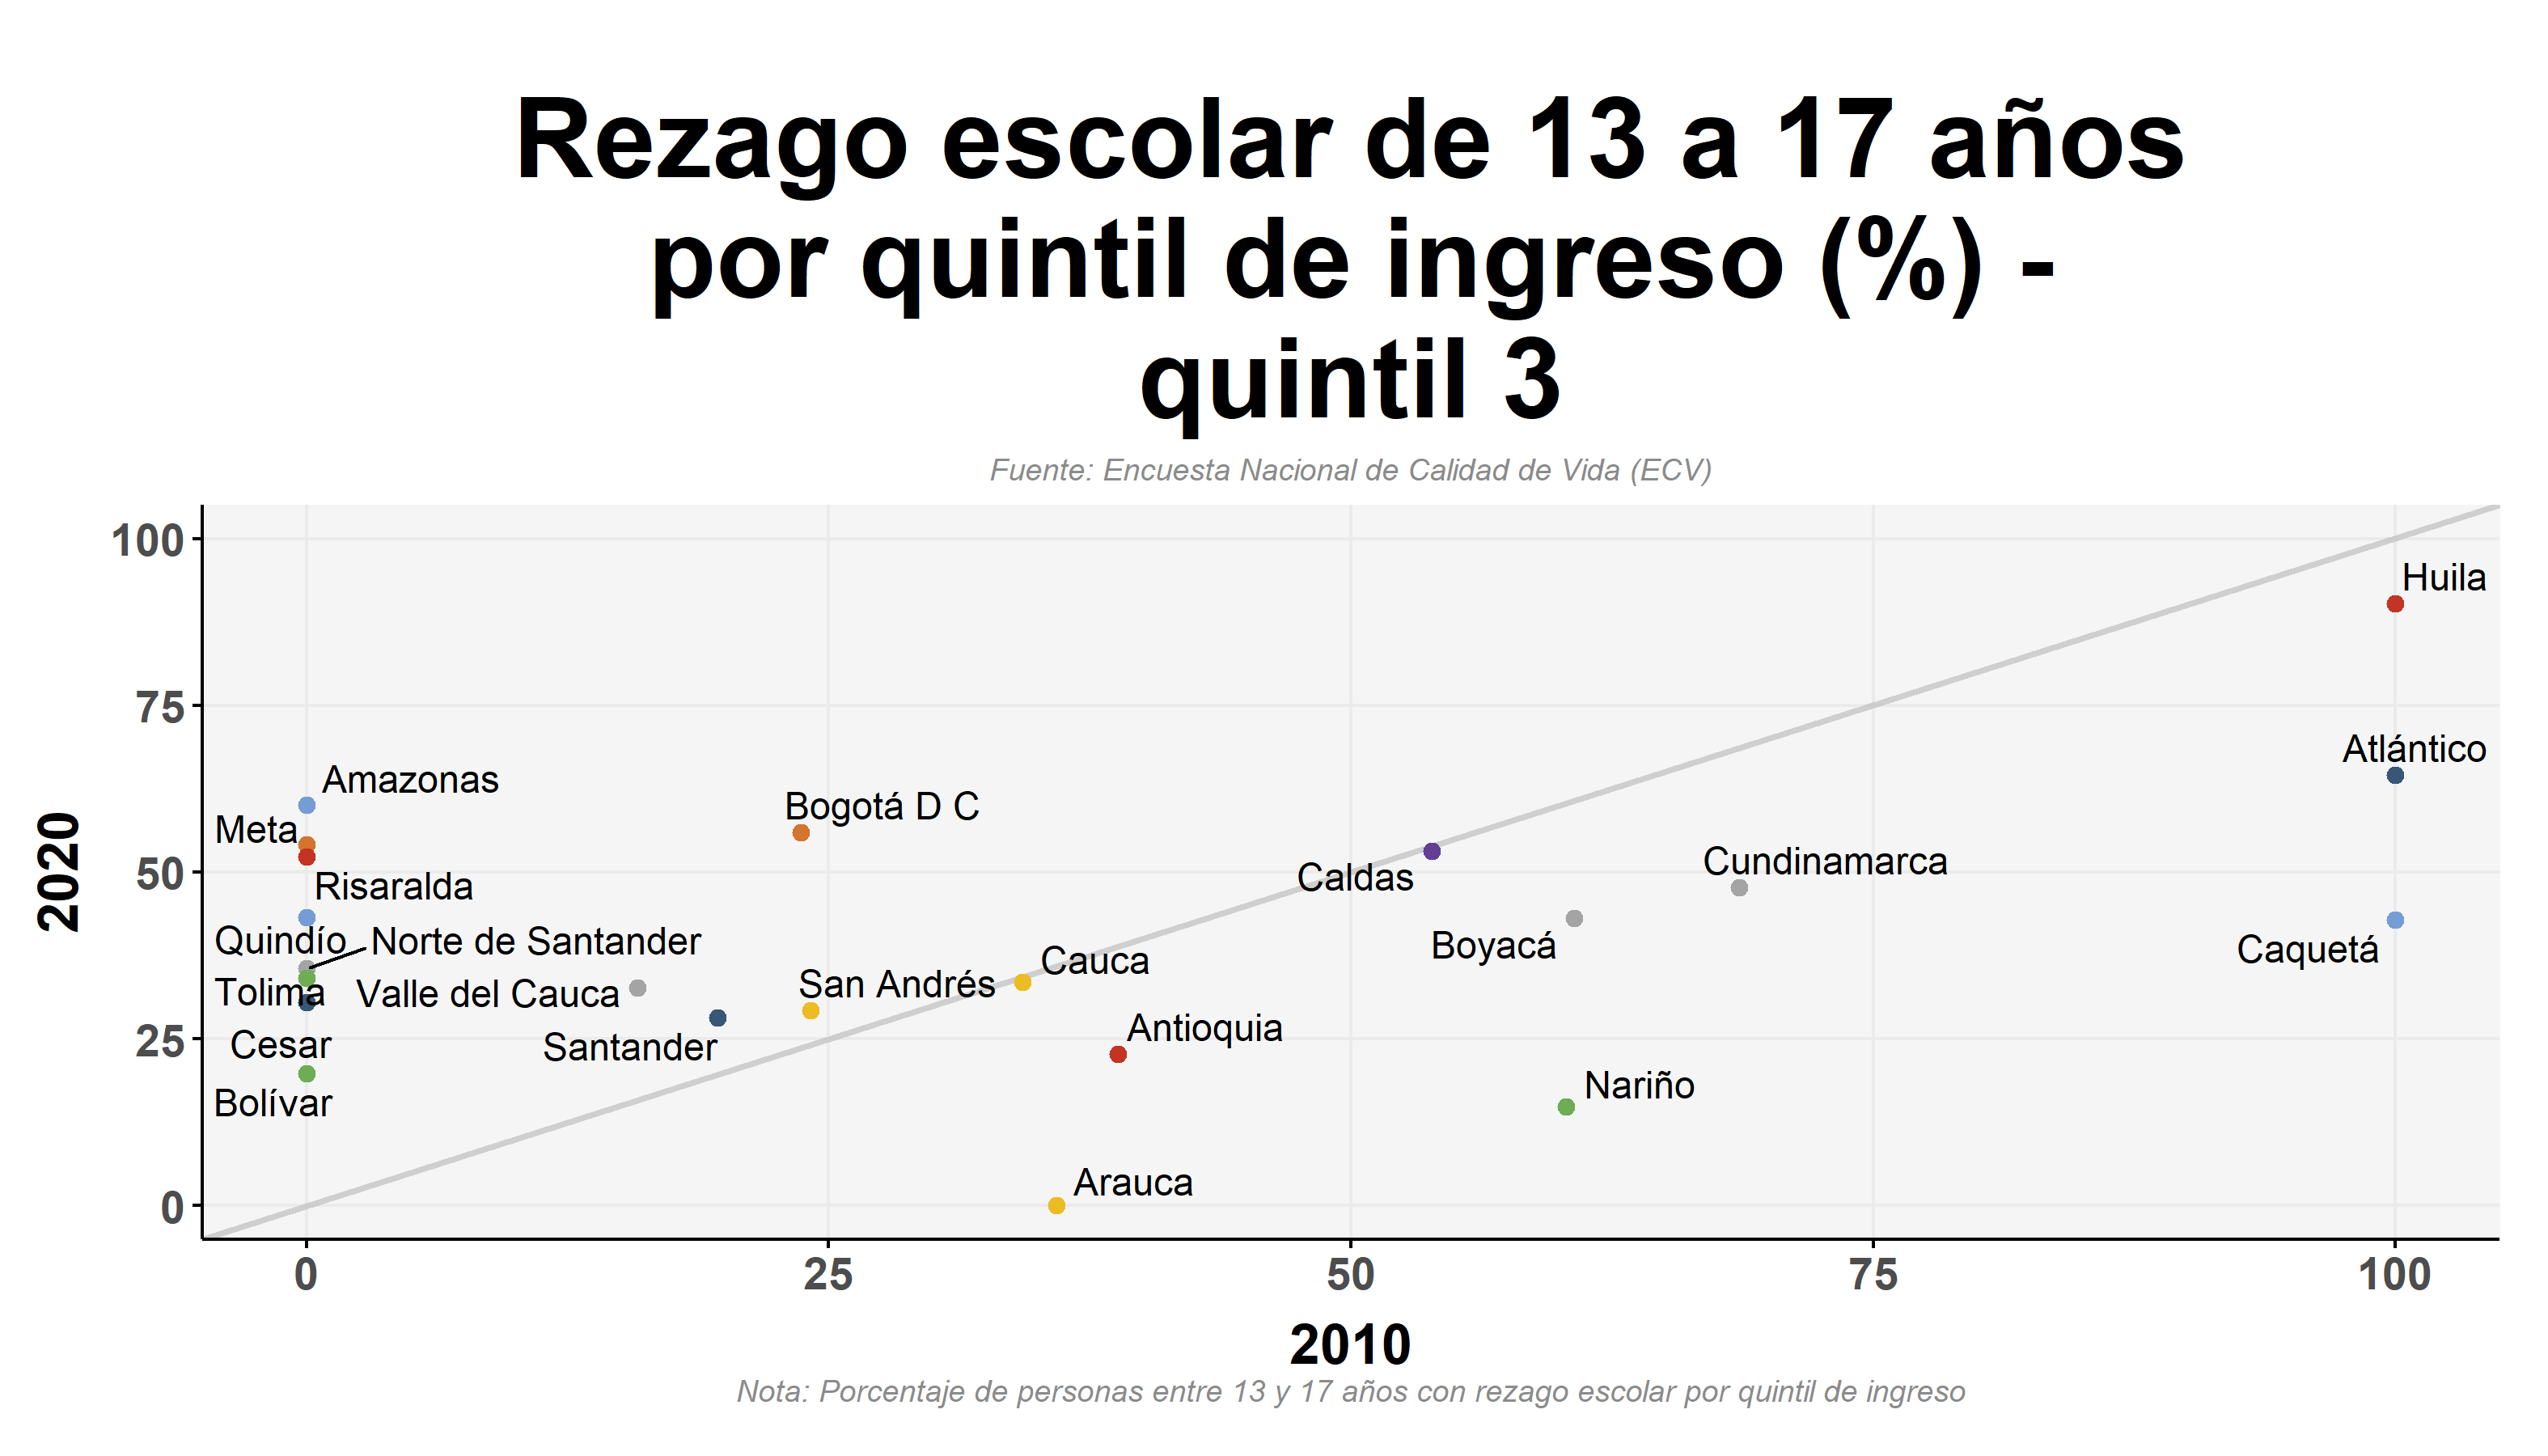 Rezago escolar de 13 a 17 años
por quintil de ingreso (%) -
quintil 3
Fuente: Encuesta Nacional de Calidad de Vida (ECV)
100
75
50
25
0
2020
Huila
Atlántico
Amazonas
Bogotá D C
Meta
Caldas
Cundinamarca
Risaralda
Quindío
Norte de Santander
Boyacá
Caquetá
Cauca
San Andrés
Tolima
Valle del Cauca
Antioquia
Cesar
Santander
Nariño
Bolívar
Arauca
0
25
50
75
100
2010
Nota: Porcentaje de personas entre 13 y 17 años con rezago escolar por quintil de ingreso